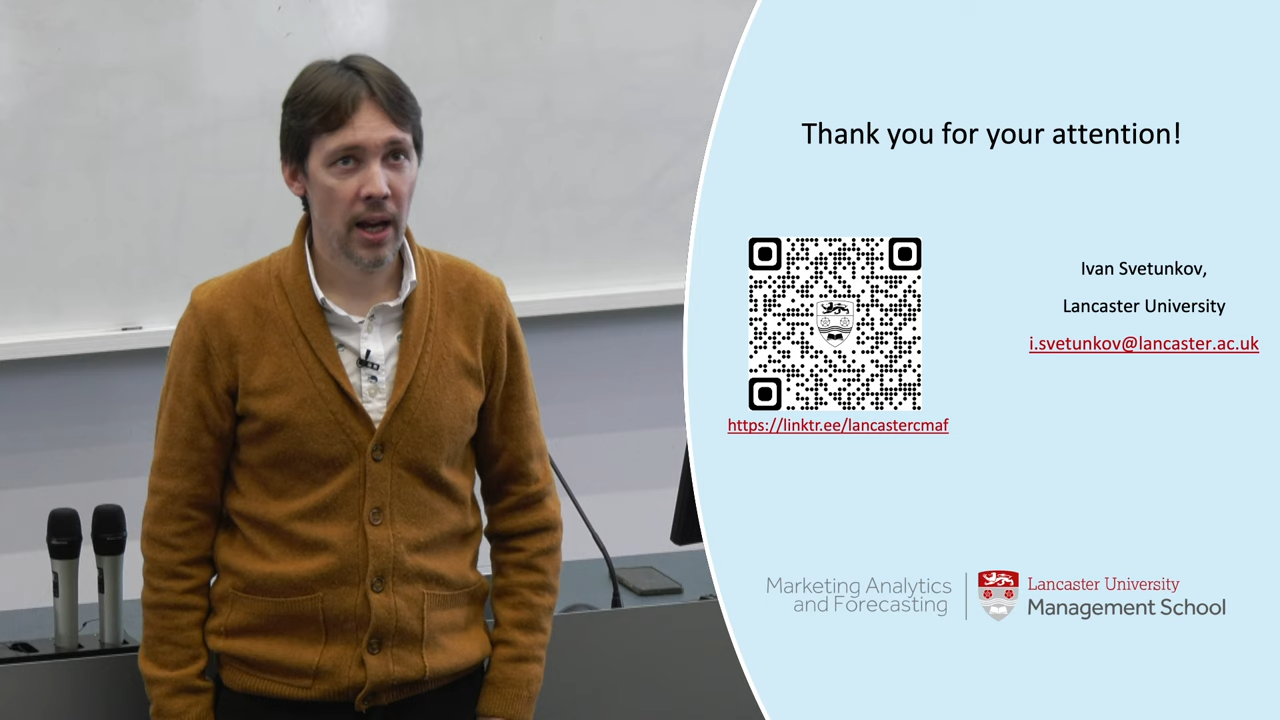 Thank you for your attention!
Ivan Svetunkov,
Lancaster University
i.svetunkov@lancaster.ac.uk
https://linktr.ee/lancastercmaf
Marketing Analytics
and Forecasting
Lancaster University
Management School